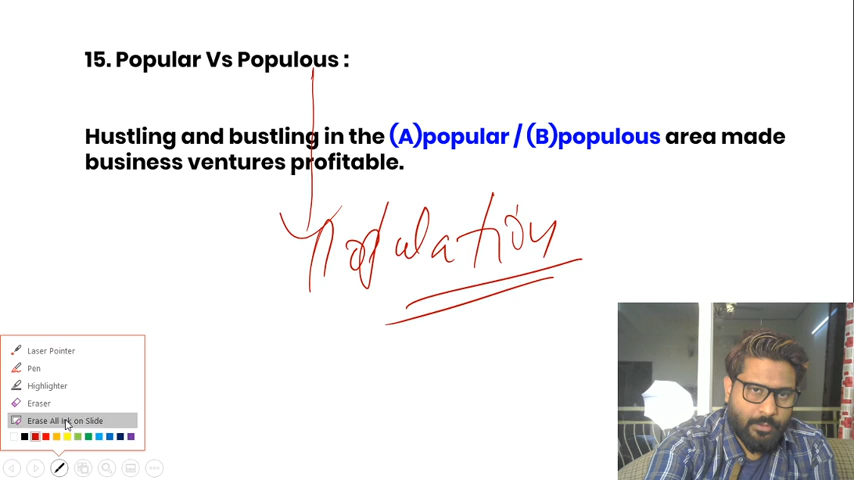 15. Popular Vs Populous :
Hustling and bustling in the (A)popular / (B)populous area made
business ventures profitable.
Population
Laser Pointer
Pen
Highlighter
Eraser
Erase All Ink on Slide